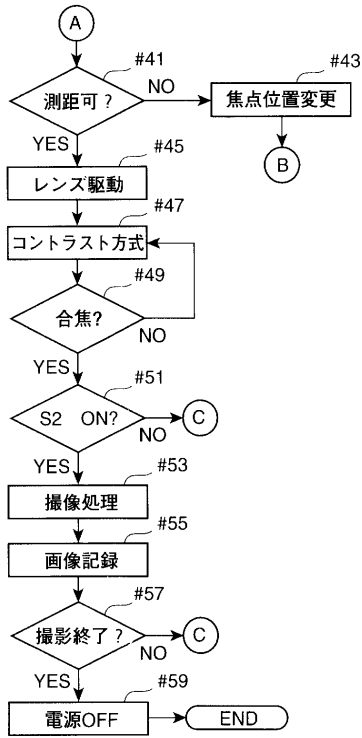 A
#41
測距可?
NO
#43
焦点位置変更
B
YES
#45
レンズ駆動
#47
コントラスト方式
#49
合焦?
NO
YES
#51
S2 ON?
NO
C
YES
#53
撮像処理
#55
画像記録
#57
撮影終了?
NO
C
YES
#59
電源OFF
END